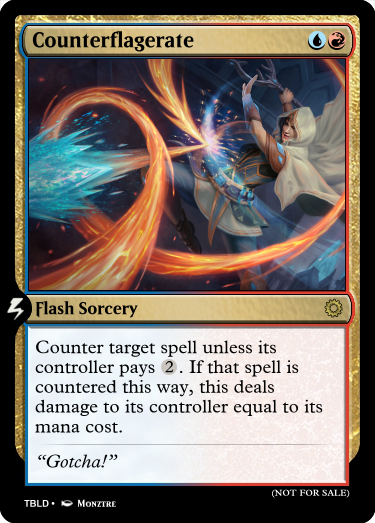 Counterflagerate
Flash Sorcery
Counter target spell unless its
controller pays 2. If that spell is
countered this way, this deals
damage to its controller equal to its
mana cost.
“Gotcha!”
(NOT FOR SALE)
TBLD • Monztre